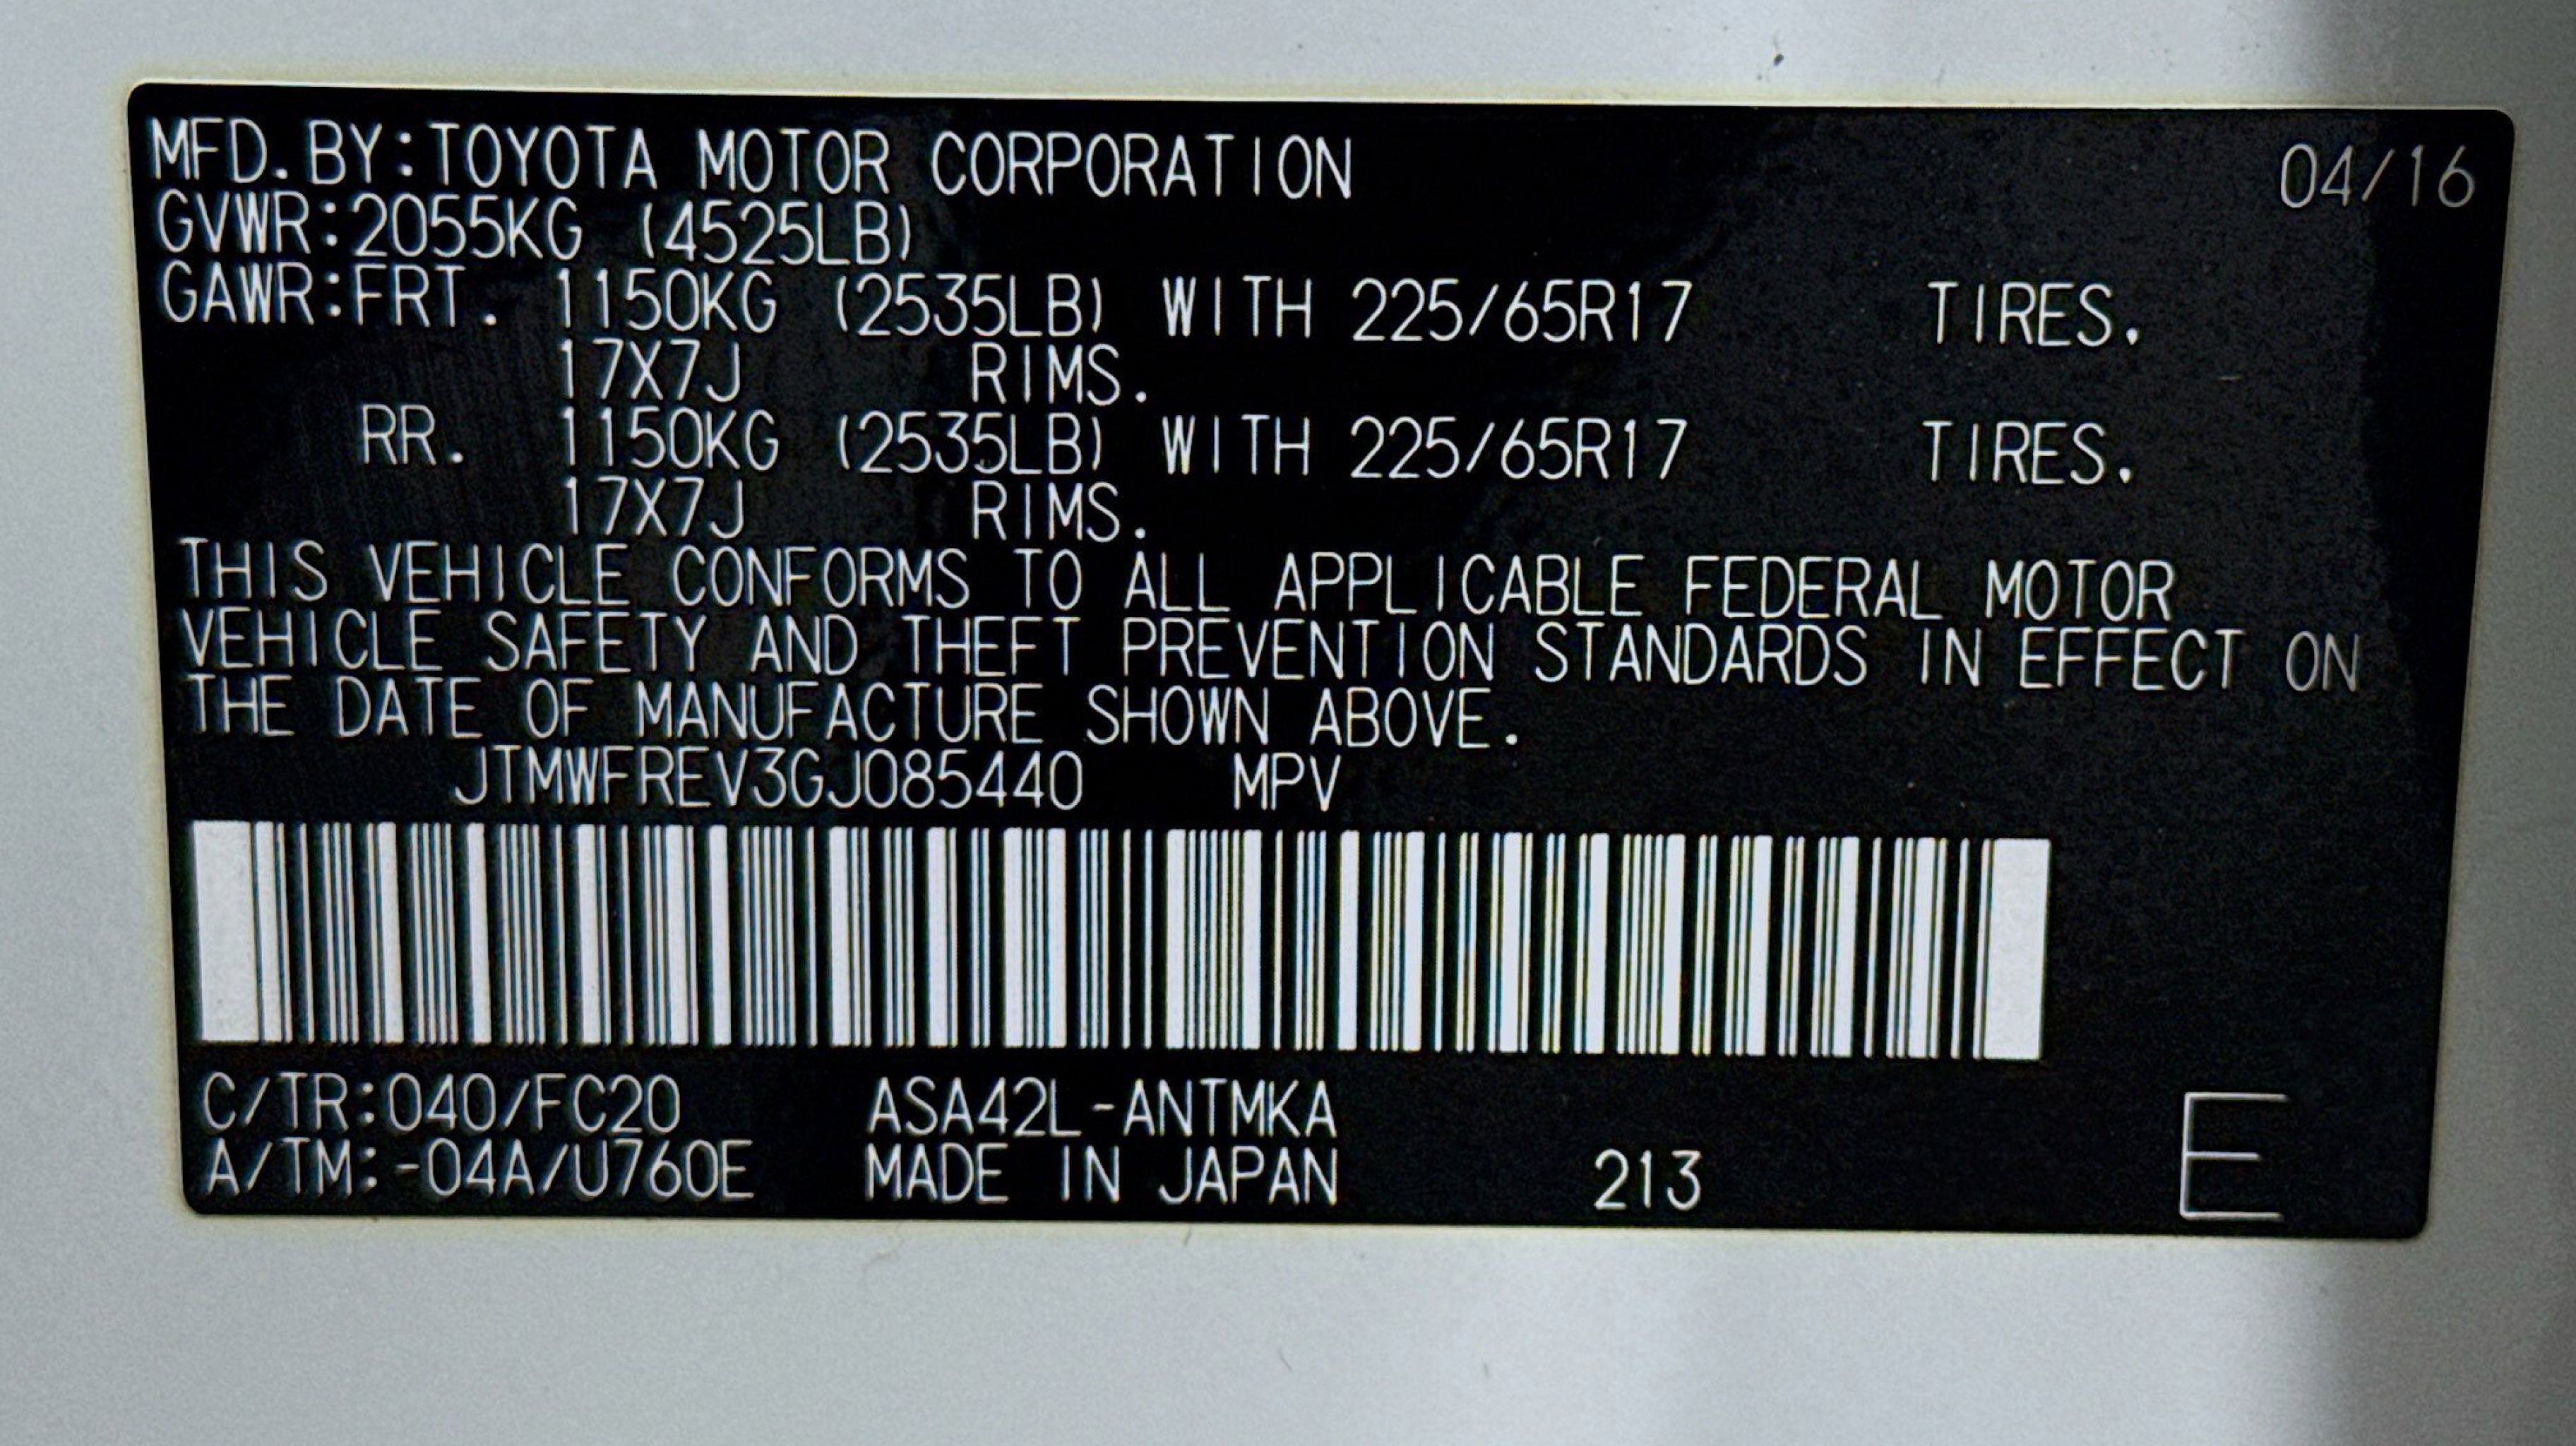 MFD.BY:TOYOTA MOTOR CORPORATION 04/16
GVWR:2055KG (4525LB)
GAWR:FRT. 1150KG (2535LB) WITH 225/65R17 TIRES.
17X7J RIMS.
RR. 1150KG (2535LB) WITH 225/65R17 TIRES.
17X7J RIMS.
THIS VEHICLE CONFORMS TO ALL APPLICABLE FEDERAL MOTOR
VEHICLE SAFETY AND THEFT PREVENTION STANDARDS IN EFFECT ON
THE DATE OF MANUFACTURE SHOWN ABOVE.
JTMWFREV3GJ085440 MPV
C/TR:040/FC20 ASA42L-ANTMKA
A/TM:-04A/U760E MADE IN JAPAN 213 E